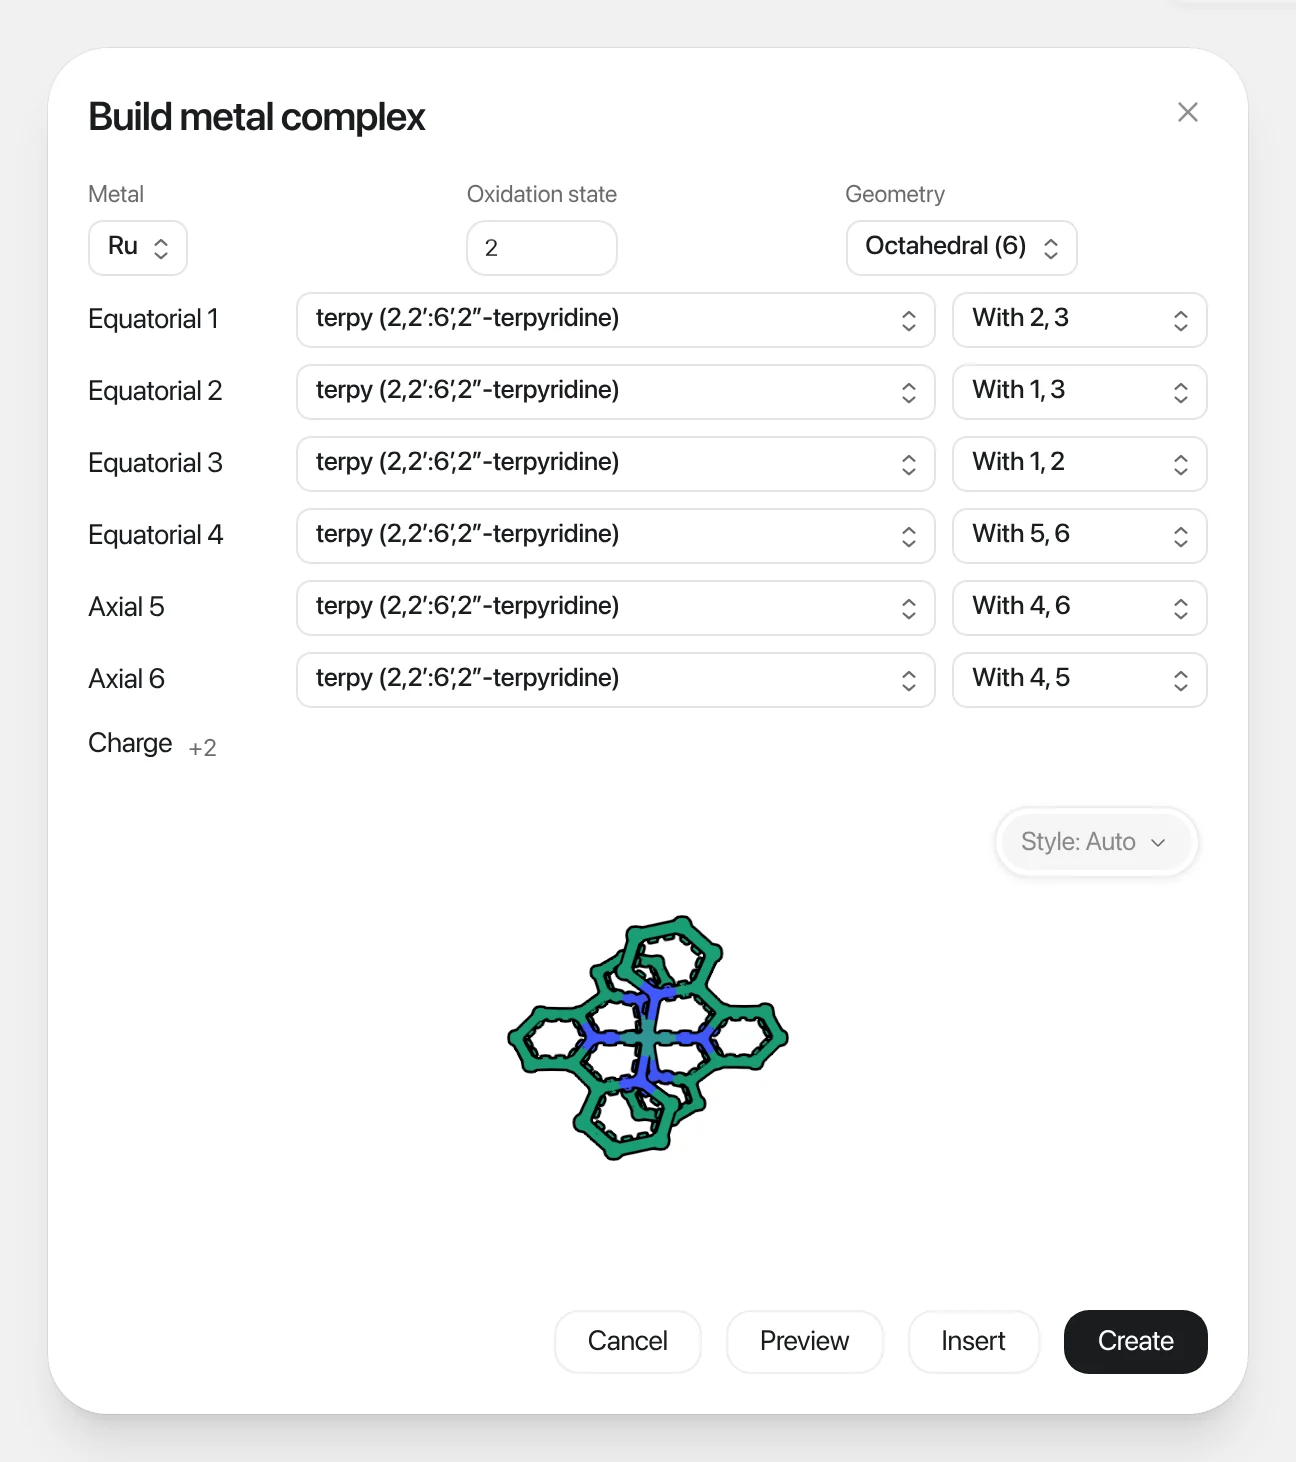 Build metal complex
Metal
Oxidation state
Geometry
Ru
2
Octahedral (6)
Equatorial 1
terpy (2,2′:6′,2″-terpyridine)
With 2, 3
Equatorial 2
terpy (2,2′:6′,2″-terpyridine)
With 1, 3
Equatorial 3
terpy (2,2′:6′,2″-terpyridine)
With 1, 2
Equatorial 4
terpy (2,2′:6′,2″-terpyridine)
With 5, 6
Axial 5
terpy (2,2′:6′,2″-terpyridine)
With 4, 6
Axial 6
terpy (2,2′:6′,2″-terpyridine)
With 4, 5
Charge +2
Style: Auto
Cancel
Preview
Insert
Create